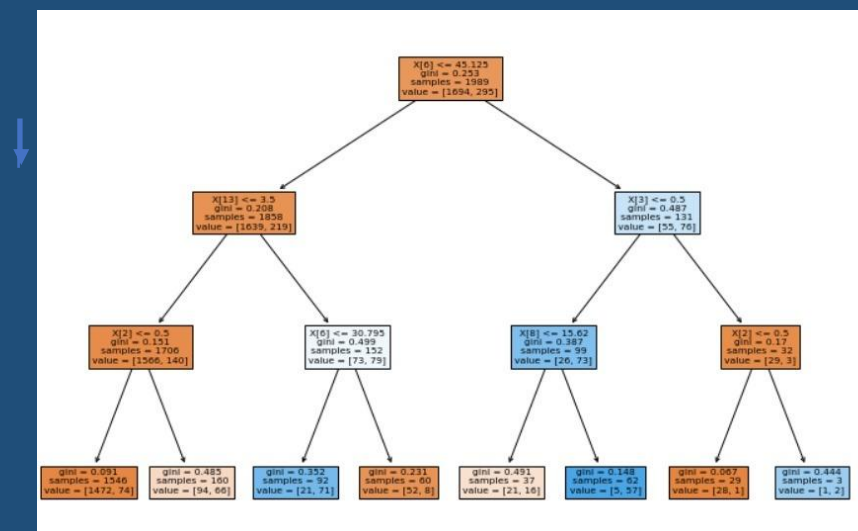 X[6] <= 45.125
gini = 0.253
samples = 1989
value = [1694, 295]
X[13] <= 3.5
gini = 0.208
samples = 1858
value = [1639, 219]
X[3] <= 0.5
gini = 0.487
samples = 131
value = [55, 76]
X[2] <= 0.5
gini = 0.151
samples = 1706
value = [1566, 140]
X[6] <= 30.795
gini = 0.499
samples = 152
value = [73, 79]
X[8] <= 15.62
gini = 0.387
samples = 99
value = [26, 73]
X[2] <= 0.5
gini = 0.17
samples = 32
value = [29, 3]
gini = 0.091
samples = 1546
value = [1472, 74]
gini = 0.485
samples = 160
value = [94, 66]
gini = 0.352
samples = 92
value = [21, 71]
gini = 0.231
samples = 60
value = [52, 8]
gini = 0.491
samples = 37
value = [21, 16]
gini = 0.148
samples = 62
value = [5, 57]
gini = 0.067
samples = 29
value = [28, 1]
gini = 0.444
samples = 3
value = [1, 2]